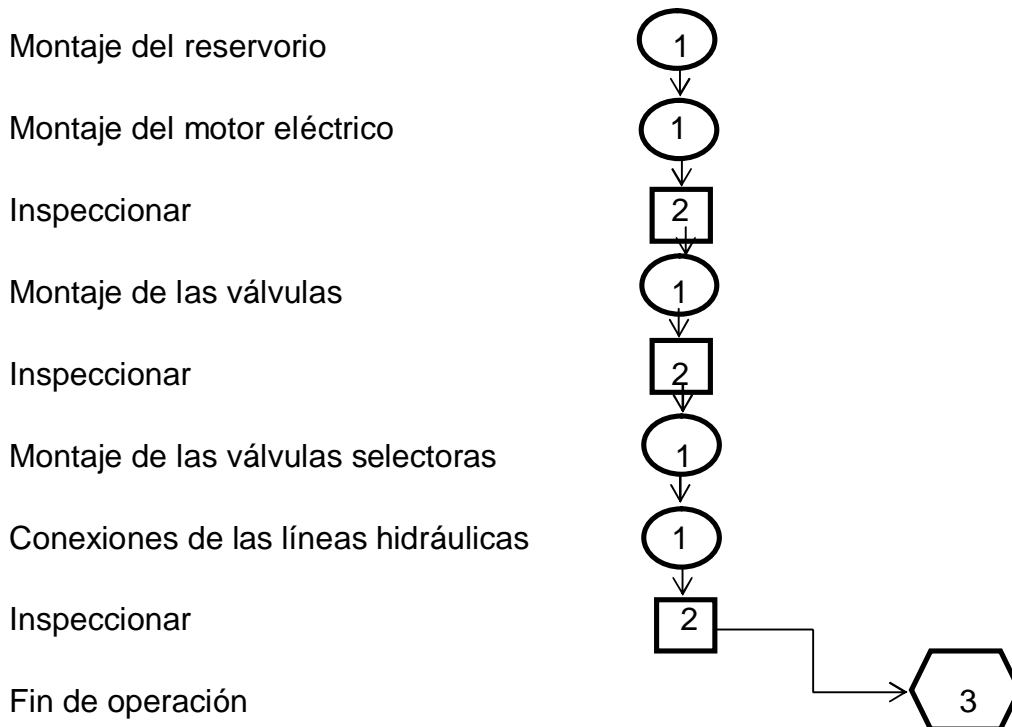 Montaje del reservorio 1
Montaje del motor eléctrico 1
Inspeccionar 2
Montaje de las válvulas 1
Inspeccionar 2
Montaje de las válvulas selectoras 1
Conexiones de las líneas hidráulicas 1
Inspeccionar 2
Fin de operación 3